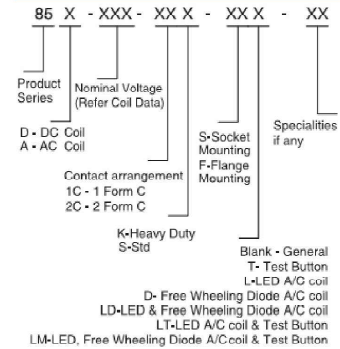 85 X - XXX - XX X - XX X - XX
Product
Series
Nominal Voltage
(Refer Coil Data)
D - DC Coil
A - AC Coil
Specialities
if any
S-Socket
Mounting
F-Flange
Mounting
Contact arrangement
1C - 1 Form C
2C - 2 Form C
K-Heavy Duty
S-Std
Blank - General
T- Test Button
L-LED A/C coil
D- Free Wheeling Diode A/C coil
LD-LED & Free Wheeling Diode A/C coil
LT-LED A/C coil & Test Button
LM-LED, Free Wheeling Diode A/C coil & Test Button